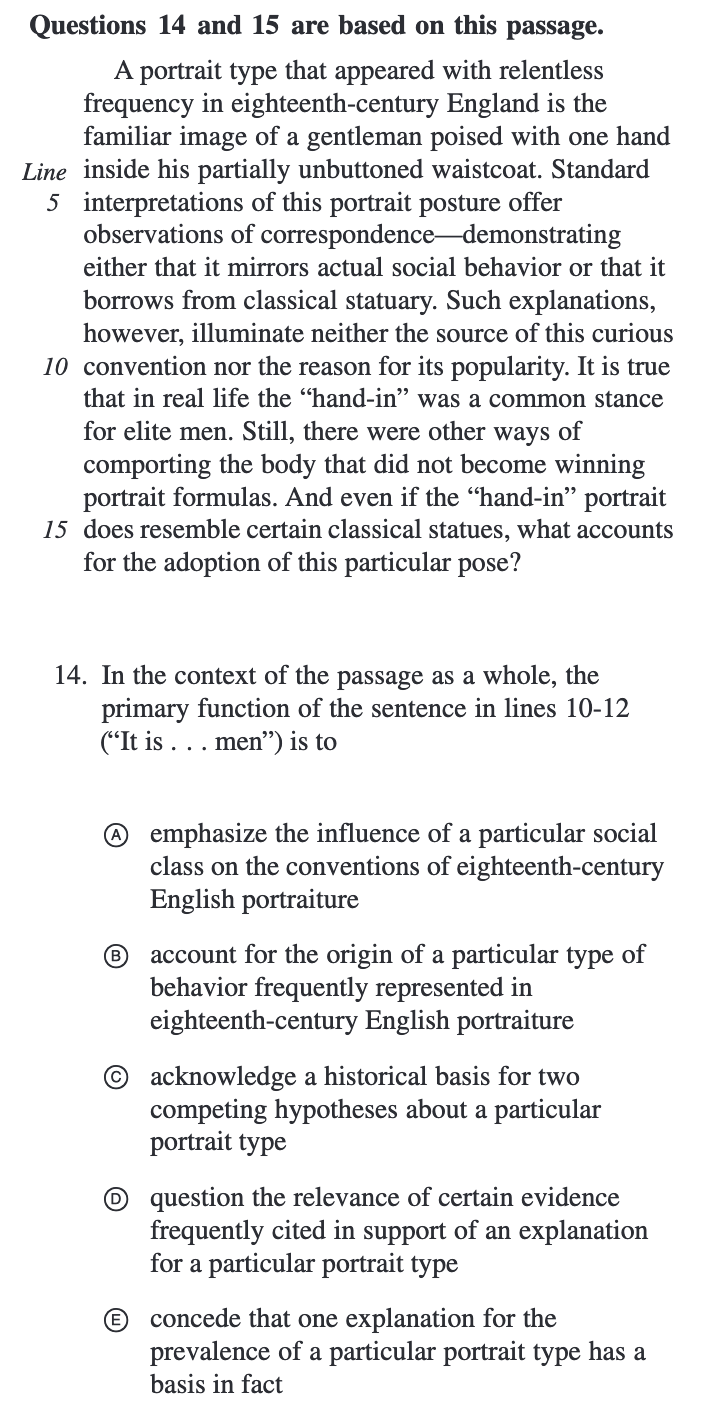 Questions 14 and 15 are based on this passage.
A portrait type that appeared with relentless
frequency in eighteenth-century England is the
familiar image of a gentleman poised with one hand
Line inside his partially unbuttoned waistcoat. Standard
5 interpretations of this portrait posture offer
observations of correspondence—demonstrating
either that it mirrors actual social behavior or that it
borrows from classical statuary. Such explanations,
however, illuminate neither the source of this curious
10 convention nor the reason for its popularity. It is true
that in real life the “hand-in” was a common stance
for elite men. Still, there were other ways of
comporting the body that did not become winning
portrait formulas. And even if the “hand-in” portrait
15 does resemble certain classical statues, what accounts
for the adoption of this particular pose?
14. In the context of the passage as a whole, the
primary function of the sentence in lines 10-12
(“It is . . . men”) is to
A emphasize the influence of a particular social
class on the conventions of eighteenth-century
English portraiture
B account for the origin of a particular type of
behavior frequently represented in
eighteenth-century English portraiture
C acknowledge a historical basis for two
competing hypotheses about a particular
portrait type
D question the relevance of certain evidence
frequently cited in support of an explanation
for a particular portrait type
E concede that one explanation for the
prevalence of a particular portrait type has a
basis in fact